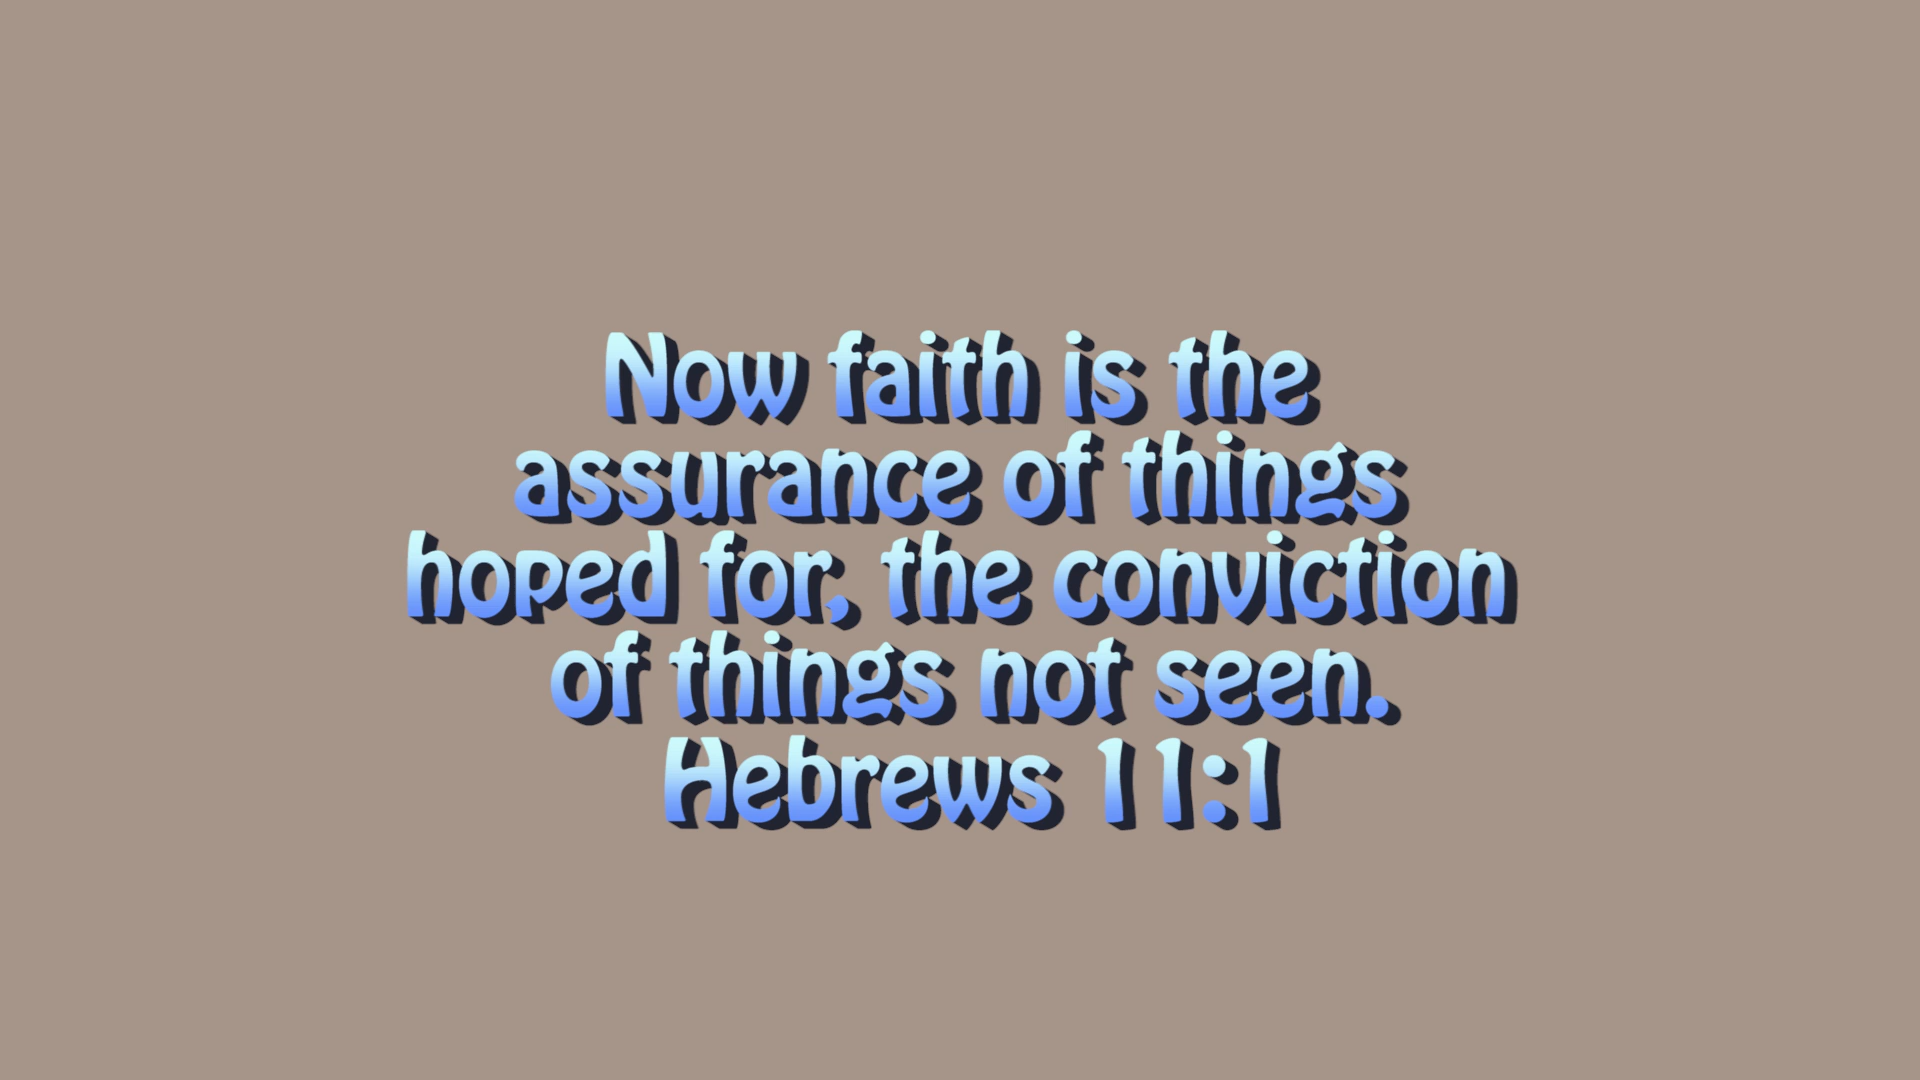 Now faith is the
assurance of things
hoped for, the conviction
of things not seen.
Hebrews 11:1